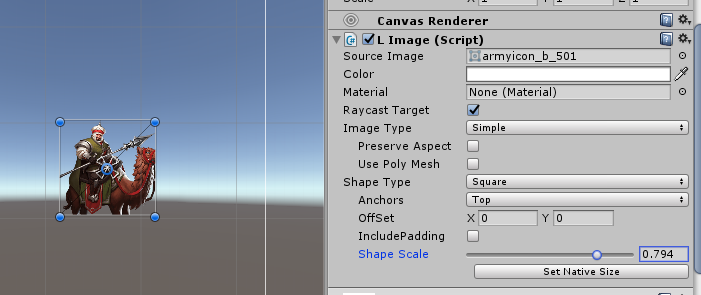 Canvas Renderer
L Image (Script)
Source Image armyicon_b_501
Color
Material None (Material)
Raycast Target
Image Type Simple
Preserve Aspect
Use Poly Mesh
Shape Type Square
Anchors Top
OffSet X 0 Y 0
IncludePadding
Shape Scale 0.794
Set Native Size